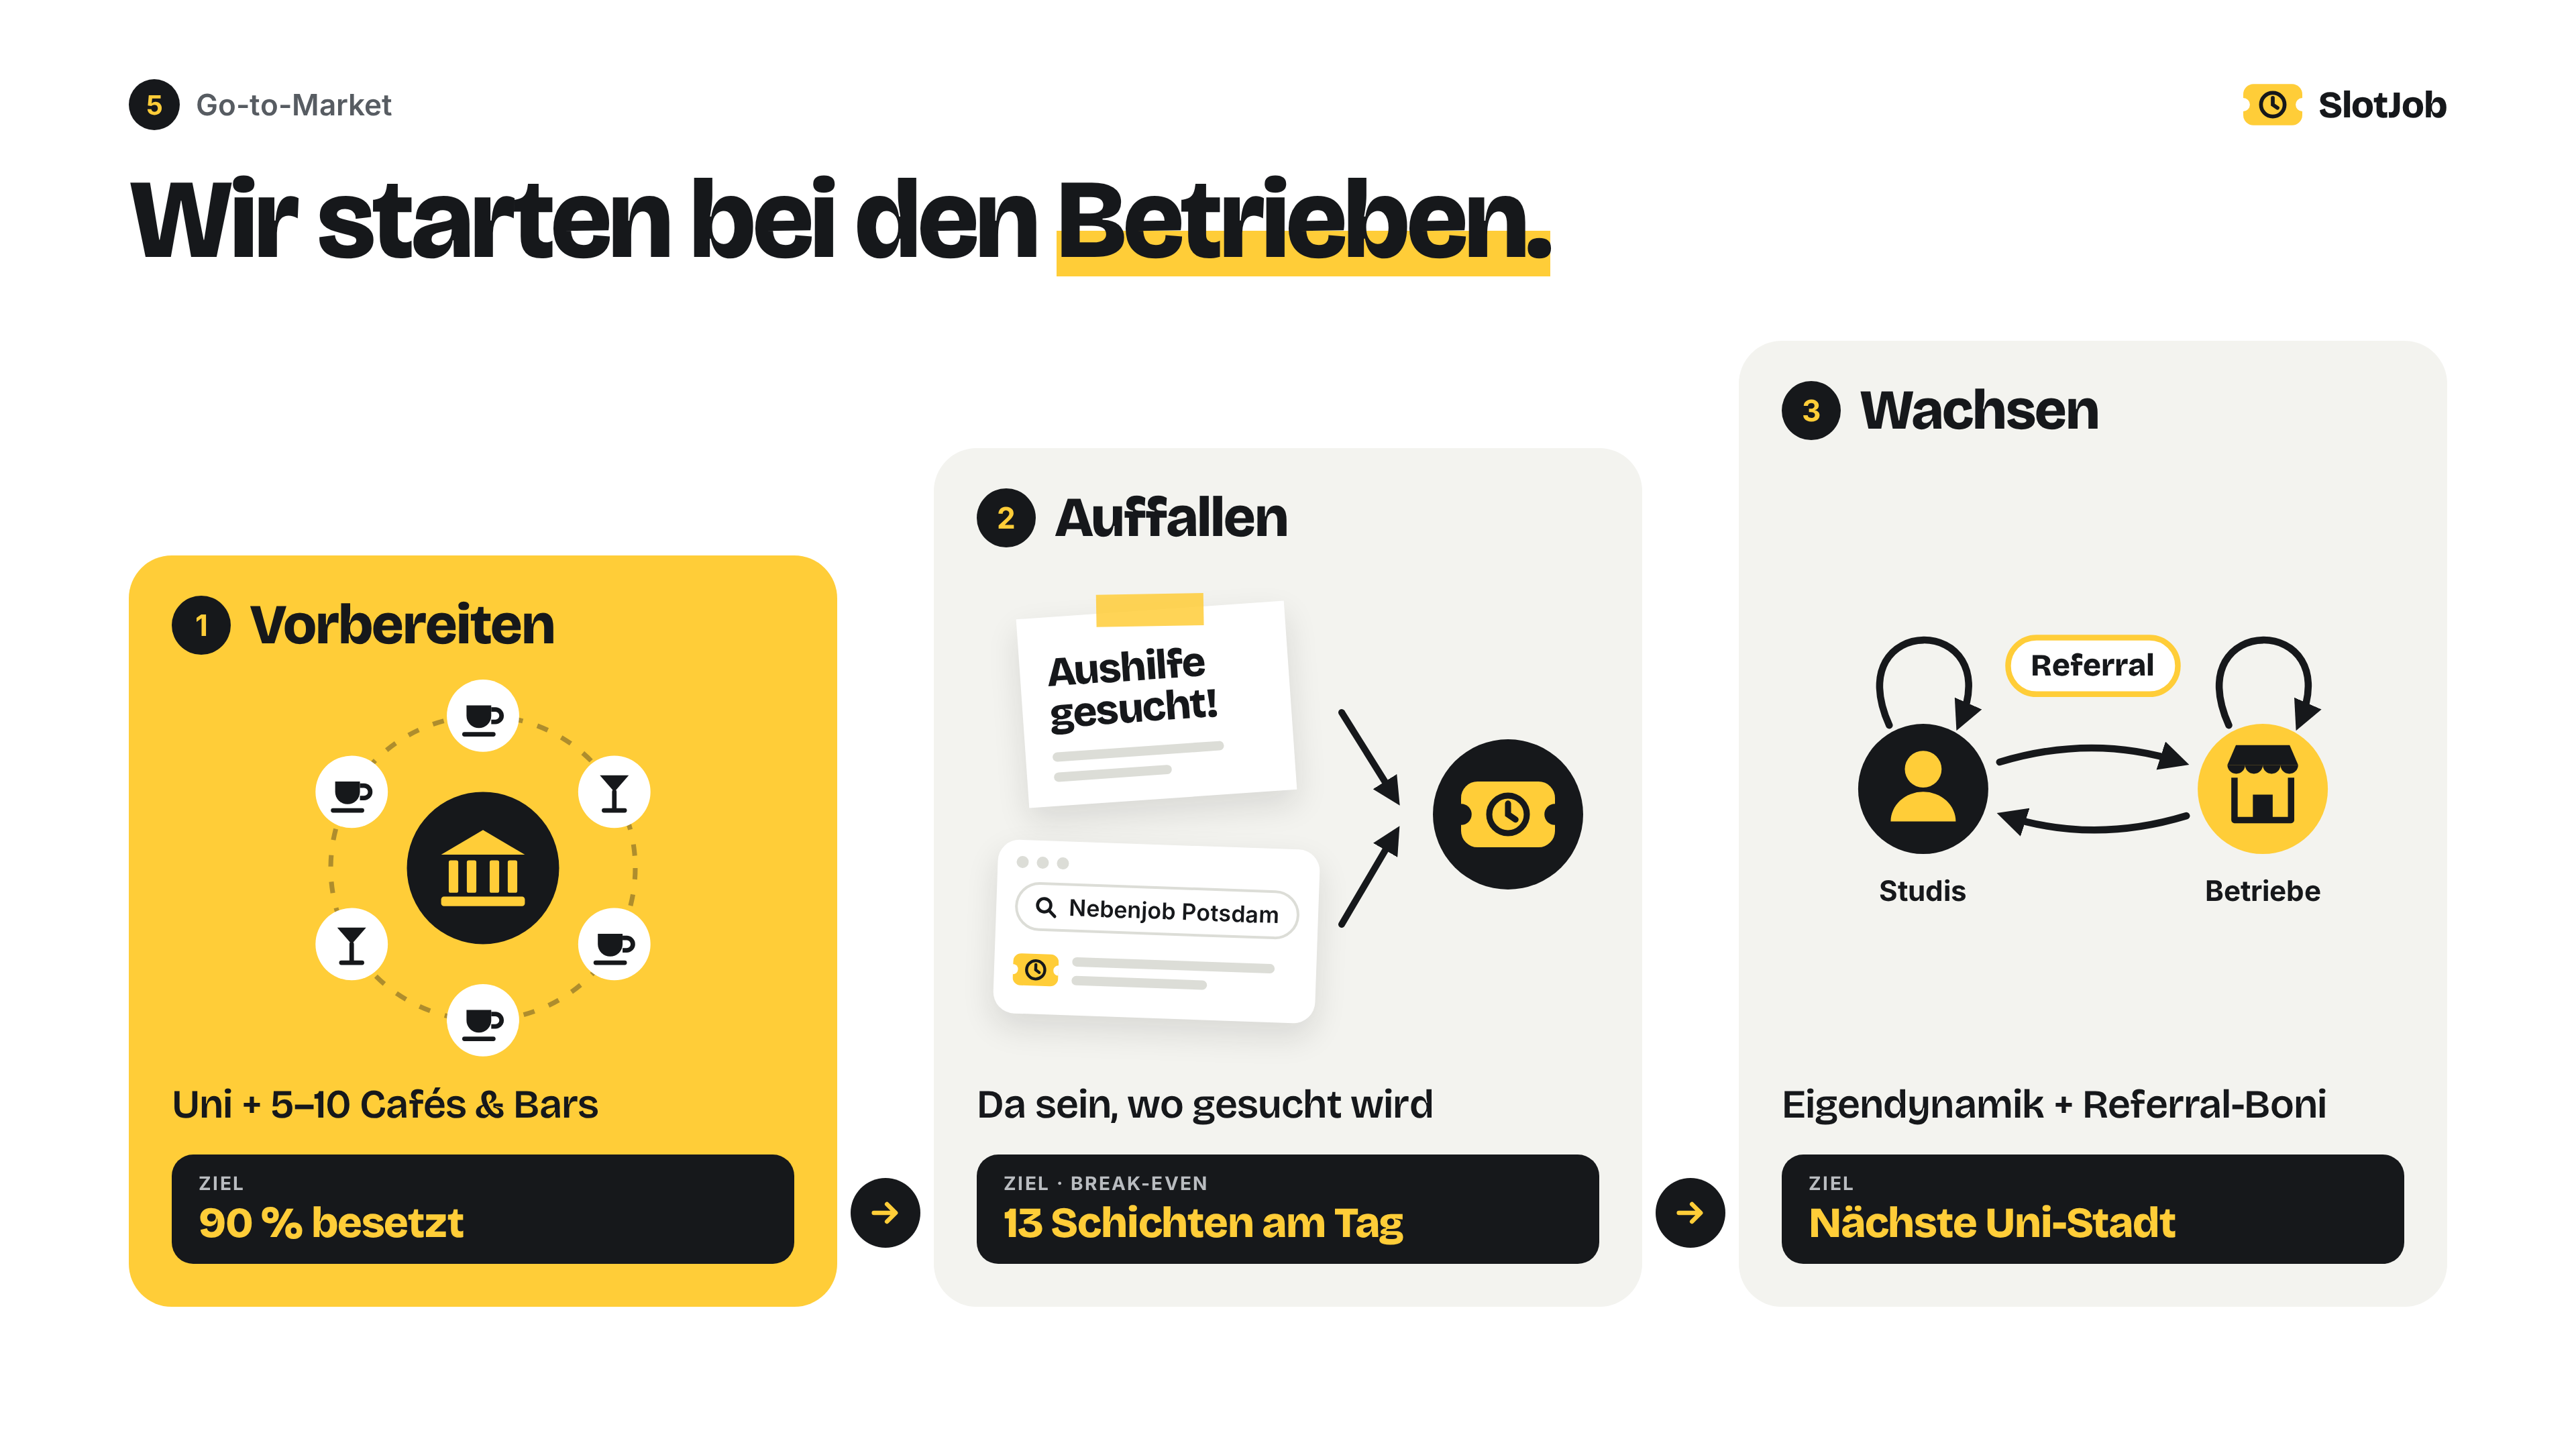 5 Go-to-Market
SlotJob
Wir starten bei den Betrieben.
1 Vorbereiten
Uni + 5–10 Cafés & Bars
ZIEL
90 % besetzt
2 Auffallen
Aushilfe
gesucht!
Nebenjob Potsdam
Da sein, wo gesucht wird
ZIEL · BREAK-EVEN
13 Schichten am Tag
3 Wachsen
Referral
Studis
Betriebe
Eigendynamik + Referral-Boni
ZIEL
Nächste Uni-Stadt